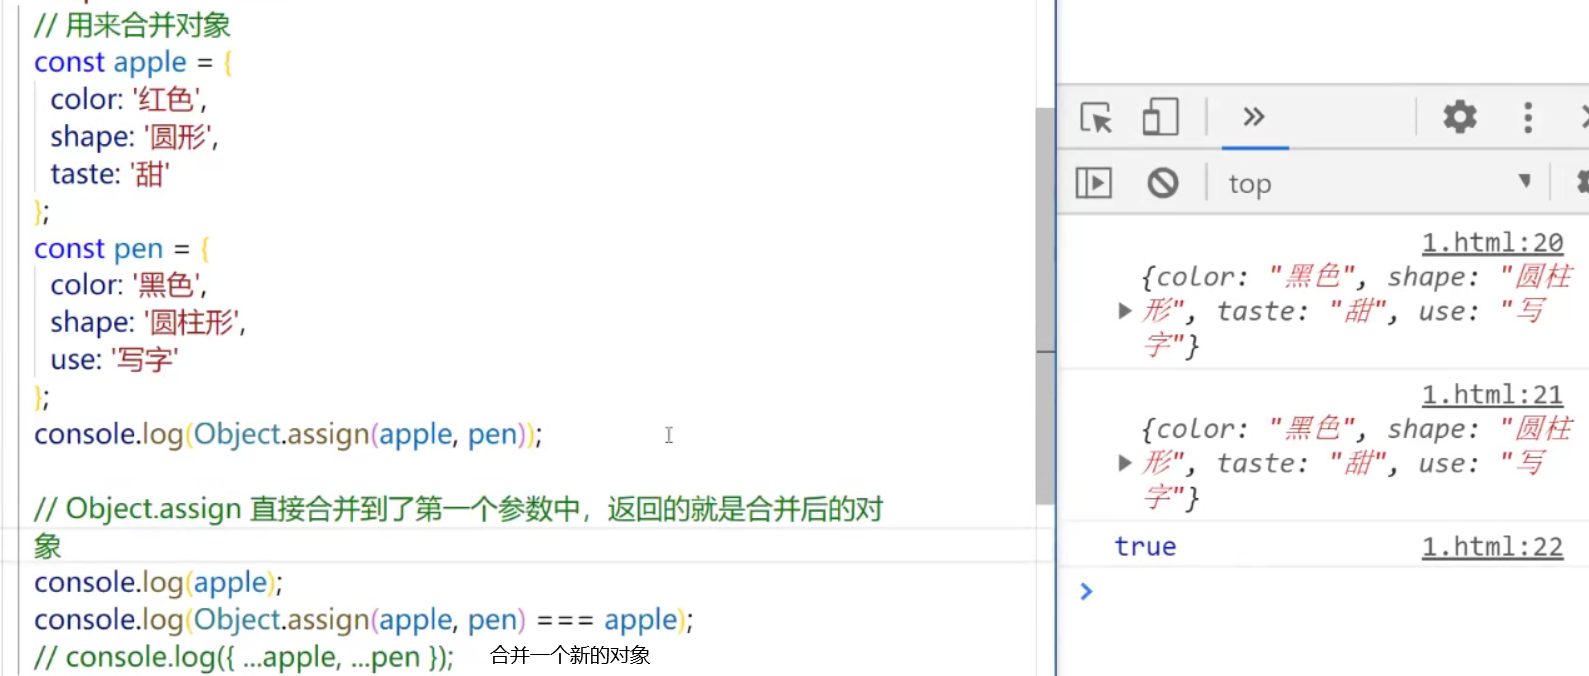 // 用来合并对象
const apple = {
color: '红色',
shape: '圆形',
taste: '甜'
};
const pen = {
color: '黑色',
shape: '圆柱形',
use: '写字'
};
console.log(Object.assign(apple, pen));
// Object.assign 直接合并到了第一个参数中，返回的就是合并后的对
象
console.log(apple);
console.log(Object.assign(apple, pen) === apple);
// console.log({ ...apple, ...pen }); 合并一个新的对象
top
1.html:20
{color: "黑色", shape: "圆柱
形", taste: "甜", use: "写
字"}
1.html:21
{color: "黑色", shape: "圆柱
形", taste: "甜", use: "写
字"}
true 1.html:22